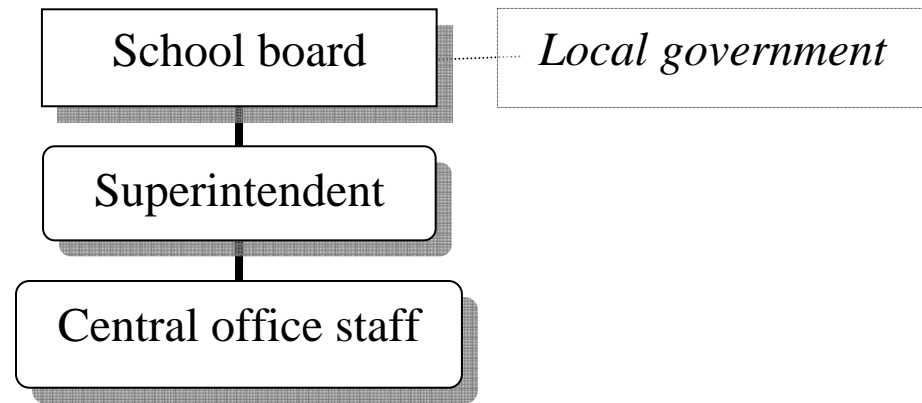 School board
Local government
Superintendent
Central office staff